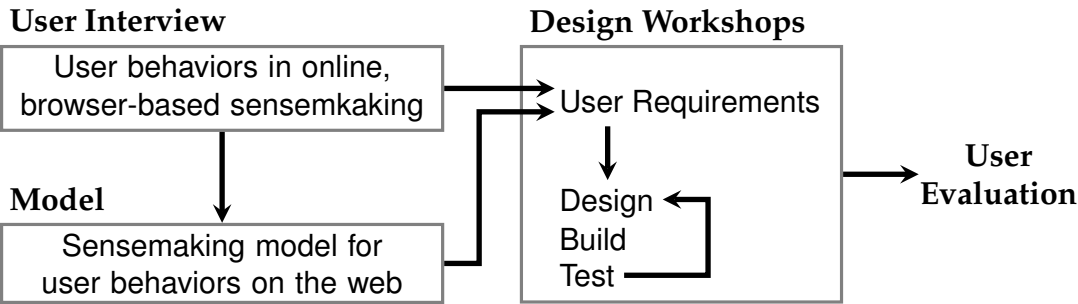 User Interview
User behaviors in online,
browser-based sensemkaking
Model
Sensemaking model for
user behaviors on the web
Design Workshops
User Requirements
Design
Build
Test
User
Evaluation